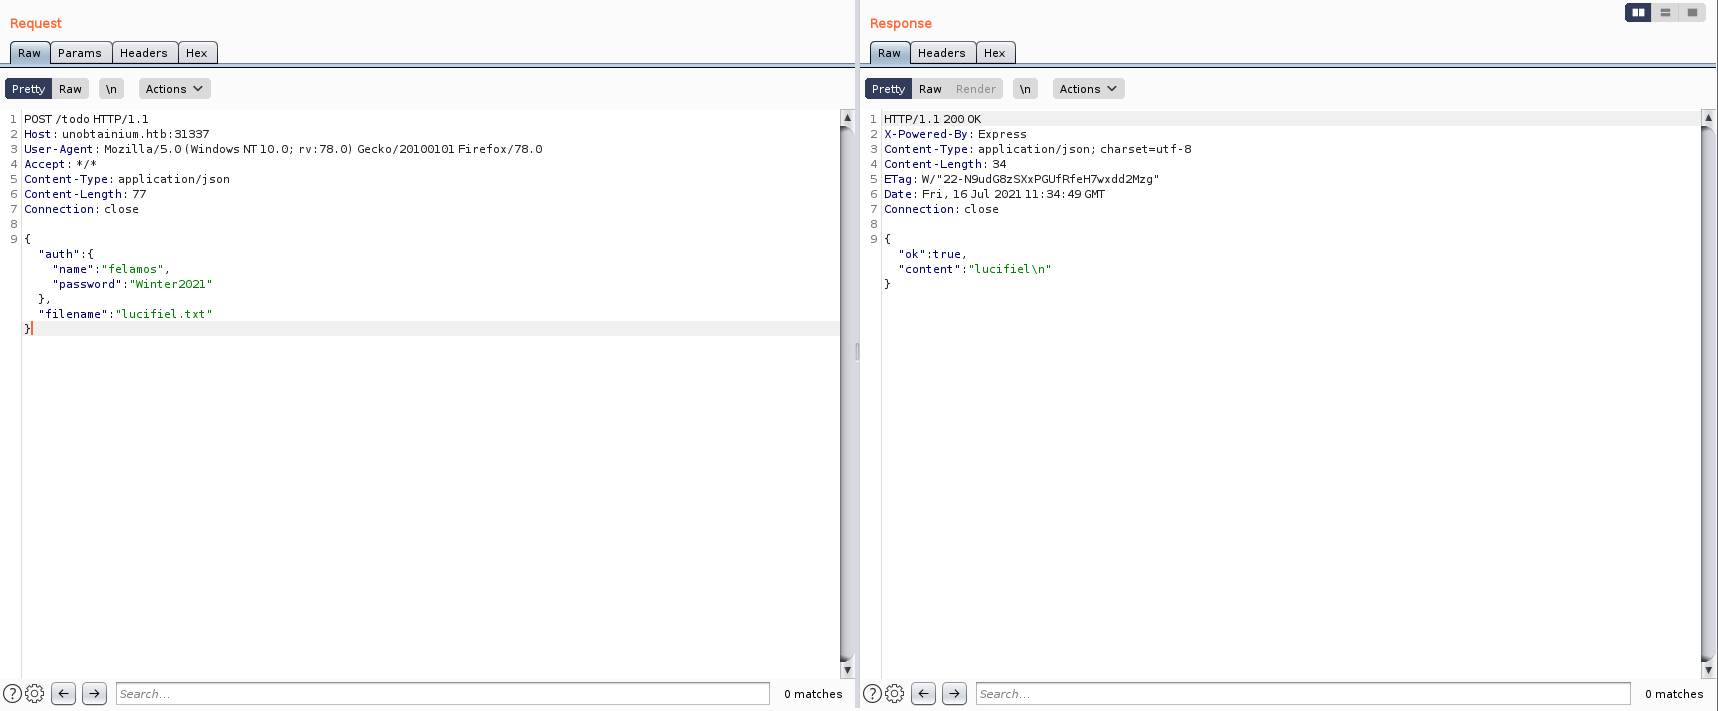 Request
Raw Params Headers Hex
Pretty Raw \n Actions
1 POST /todo HTTP/1.1
2 Host: unobtainium.htb:31337
3 User-Agent: Mozilla/5.0 (Windows NT 10.0; rv:78.0) Gecko/20100101 Firefox/78.0
4 Accept: */*
5 Content-Type: application/json
6 Content-Length: 77
7 Connection: close
8
9 {
"auth":{
"name":"felamos",
"password":"Winter2021"
},
"filename":"lucifiel.txt"
}
? Search... 0 matches
Response
Raw Headers Hex
Pretty Raw Render \n Actions
1 HTTP/1.1 200 OK
2 X-Powered-By: Express
3 Content-Type: application/json; charset=utf-8
4 Content-Length: 34
5 ETag: W/"22-N9udG8zSXxPGUfRfeH7wxdd2Mzg"
6 Date: Fri, 16 Jul 2021 11:34:49 GMT
7 Connection: close
8
9 {
"ok":true,
"content":"lucifiel\n"
}
? Search... 0 matches